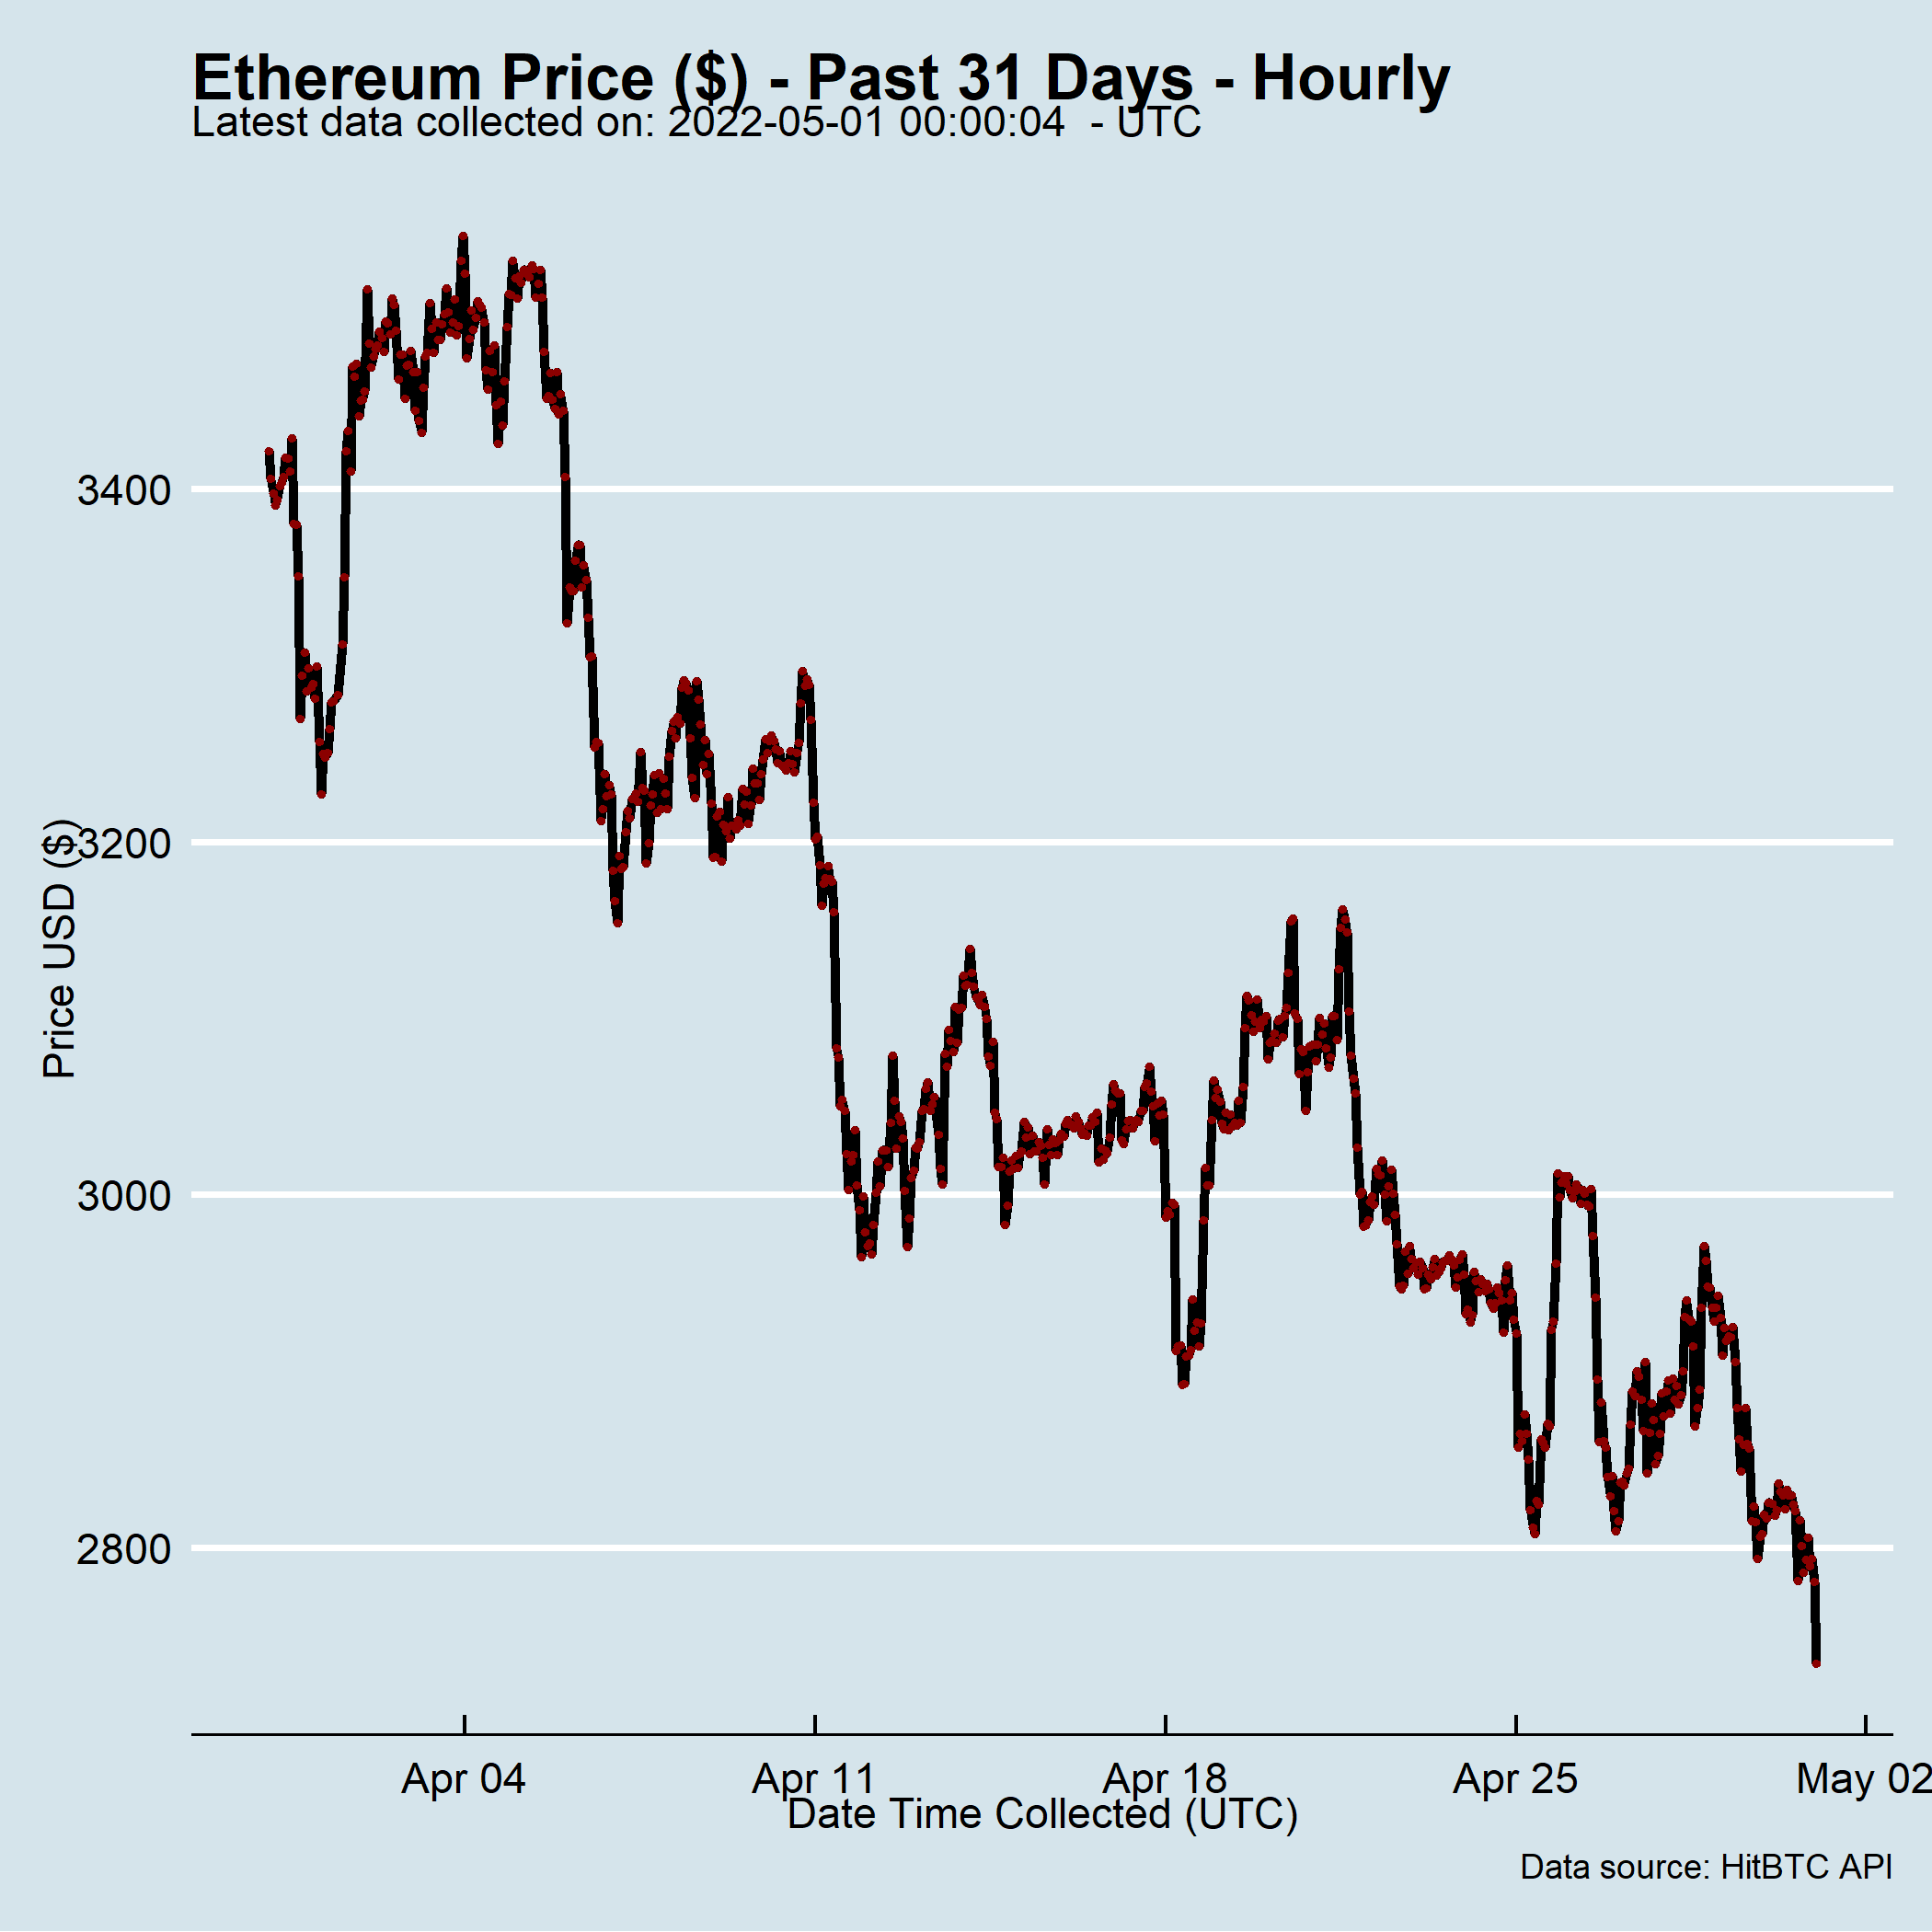 Ethereum Price ($) - Past 31 Days - Hourly
Latest data collected on: 2022-05-01 00:00:04  - UTC
3400
3200
3000
2800
Price USD ($)
Apr 04
Apr 11
Apr 18
Apr 25
May 02
Date Time Collected (UTC)
Data source: HitBTC API